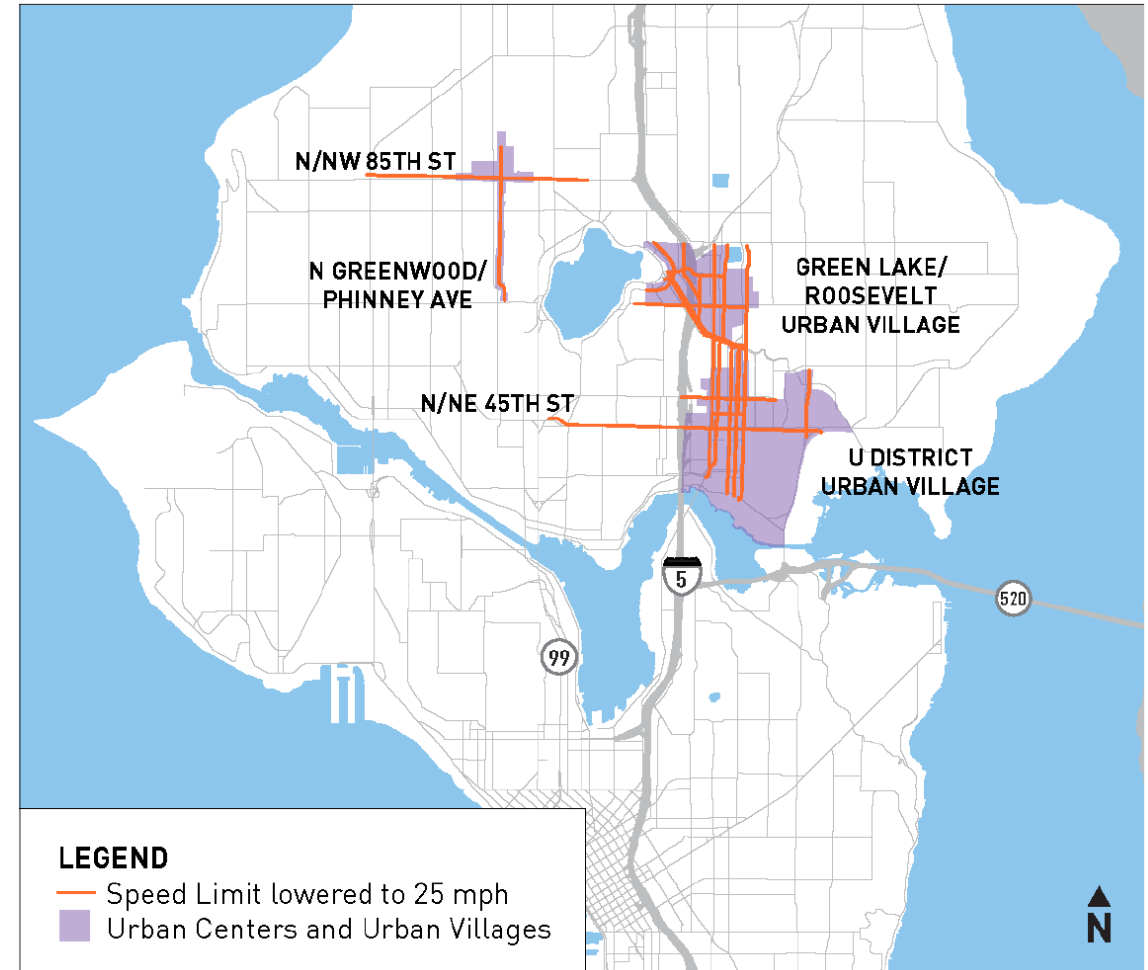 N/NW 85TH ST
N GREENWOOD/
PHINNEY AVE
GREEN LAKE/
ROOSEVELT
URBAN VILLAGE
N/NE 45TH ST
U DISTRICT
URBAN VILLAGE
5
520
99
LEGEND
Speed Limit lowered to 25 mph
Urban Centers and Urban Villages
N